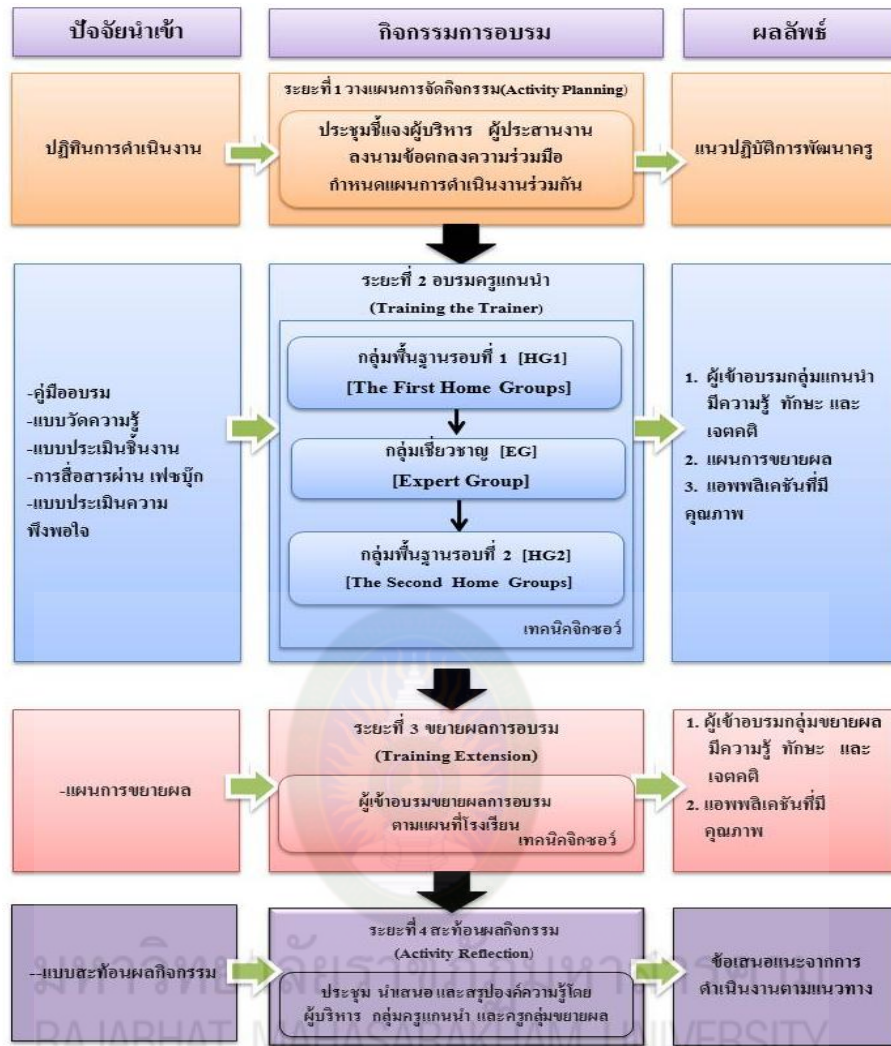 ปัจจัยนำเข้า
กิจกรรมการอบรม
ผลลัพธ์
ปฏิทินการดำเนินงาน
ระยะที่ 1 วางแผนการจัดกิจกรรม(Activity Planning)
ประชุมชี้แจงผู้บริหาร ผู้ประสานงาน
ลงนามข้อตกลงความร่วมมือ
กำหนดแผนการดำเนินงานร่วมกัน
แนวปฏิบัติการพัฒนาครู
-คู่มืออบรม
-แบบวัดความรู้
-แบบประเมินชิ้นงาน
-การสื่อสารผ่าน เฟซบุ๊ก
-แบบประเมินความ
พึงพอใจ
ระยะที่ 2 อบรมครูแกนนำ
(Training the Trainer)
กลุ่มพื้นฐานรอบที่ 1 [HG1]
[The First Home Groups]
กลุ่มเชี่ยวชาญ [EG]
[Expert Group]
กลุ่มพื้นฐานรอบที่ 2 [HG2]
[The Second Home Groups]
เทคนิคจิกซอว์
1. ผู้เข้าอบรมกลุ่มแกนนำ
มีความรู้ ทักษะ และ
เจตคติ
2. แผนการขยายผล
3. แอพพลิเคชันที่มี
คุณภาพ
-แผนการขยายผล
ระยะที่ 3 ขยายผลการอบรม
(Training Extension)
ผู้เข้าอบรมขยายผลการอบรม
ตามแผนที่โรงเรียน
เทคนิคจิกซอว์
1. ผู้เข้าอบรมกลุ่มขยายผล
มีความรู้ ทักษะ และ
เจตคติ
2. แอพพลิเคชันที่มี
คุณภาพ
--แบบสะท้อนผลกิจกรรม
ระยะที่ 4 สะท้อนผลกิจกรรม
(Activity Reflection)
ประชุม นำเสนอ และสรุปองค์ความรู้โดย
ผู้บริหาร กลุ่มครูแกนนำ และครูกลุ่มขยายผล
ข้อเสนอแนะจากการ
ดำเนินงานตามแนวทาง
มหาวิทยาลัยราชภัฏมหาสารคาม
RAJABHAT MAHASARAKHAM UNIVERSITY